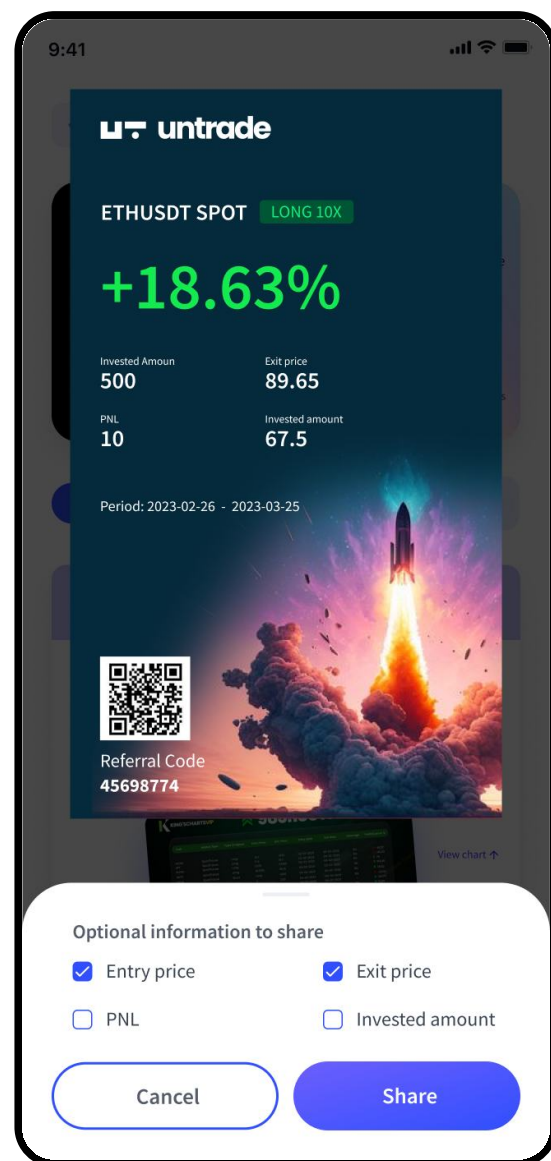 9:41
untrade
ETHUSDT SPOT LONG 10X
+18.63%
Invested Amoun Exit price
500 89.65
PNL Invested amount
10 67.5
Period: 2023-02-26 - 2023-03-25
Referral Code
45698774
View chart ↑
Optional information to share
Entry price Exit price
PNL Invested amount
Cancel Share